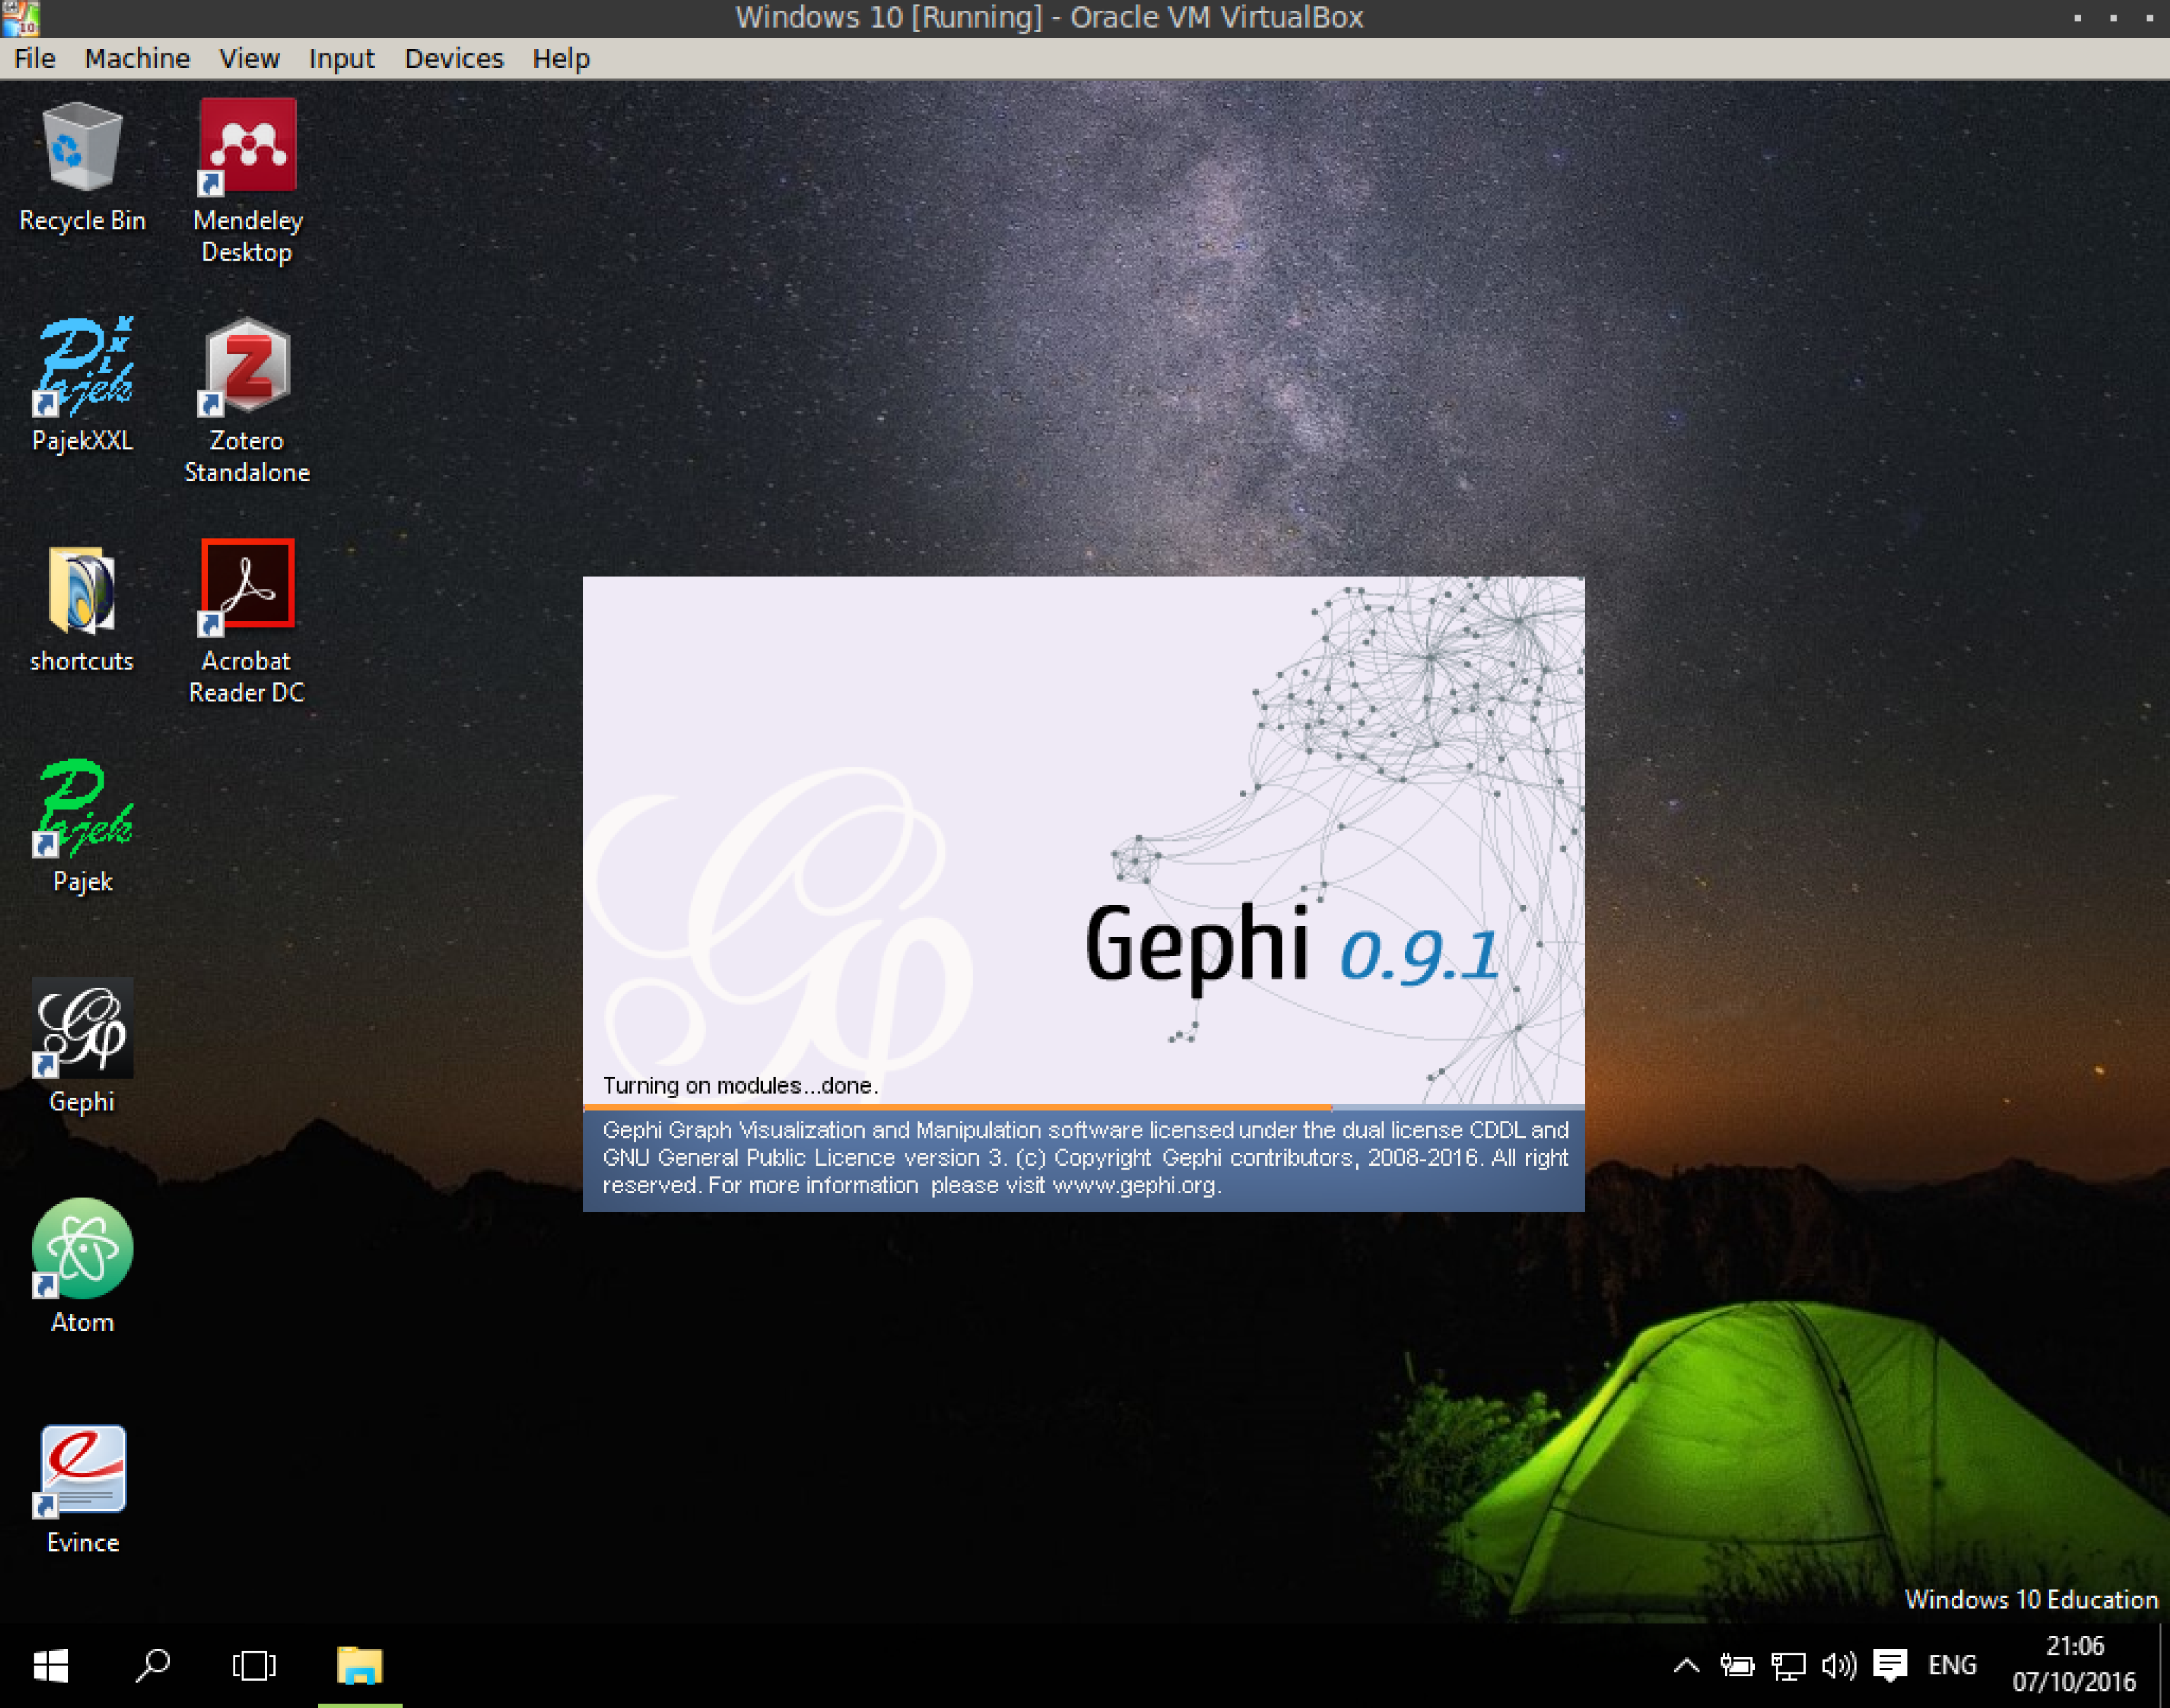 Windows 10 [Running] - Oracle VM VirtualBox
File Machine View Input Devices Help
Recycle Bin
Mendeley
Desktop
PajekXXL
Zotero
Standalone
shortcuts
Acrobat
Reader DC
Pajek
Gephi
Atom
Evince
Gephi 0.9.1
Turning on modules...done.
Gephi Graph Visualization and Manipulation software licensed under the dual license CDDL and
GNU General Public Licence version 3. (c) Copyright Gephi contributors, 2008-2016. All right
reserved. For more information please visit www.gephi.org.
Windows 10 Education
ENG
21:06
07/10/2016